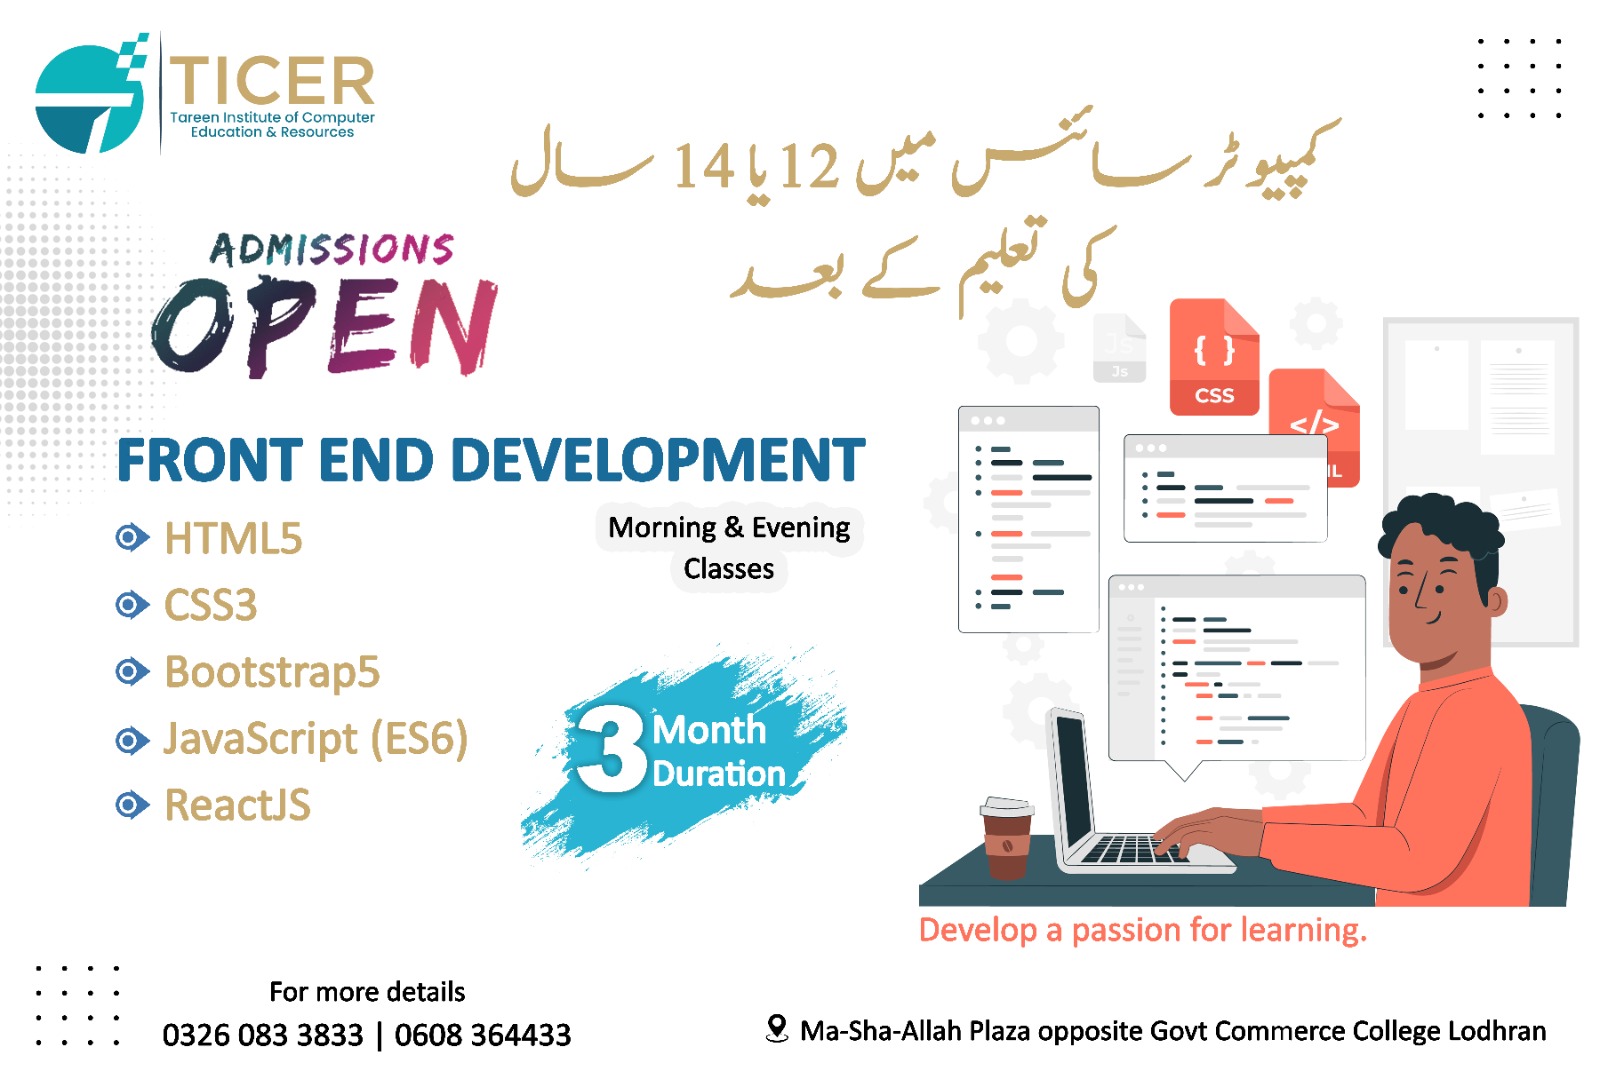 TICER
Tareen Institute of Computer
Education & Resources
کمپیوٹر سائنس میں 12 یا 14 سال
کی تعلیم کے بعد
ADMISSIONS
OPEN
FRONT END DEVELOPMENT
HTML5
CSS3
Bootstrap5
JavaScript (ES6)
ReactJS
Morning & Evening
Classes
3 Month
Duration
Js
Js
{ }
CSS
</>
Develop a passion for learning.
For more details
0326 083 3833 | 0608 364433
Ma-Sha-Allah Plaza opposite Govt Commerce College Lodhran